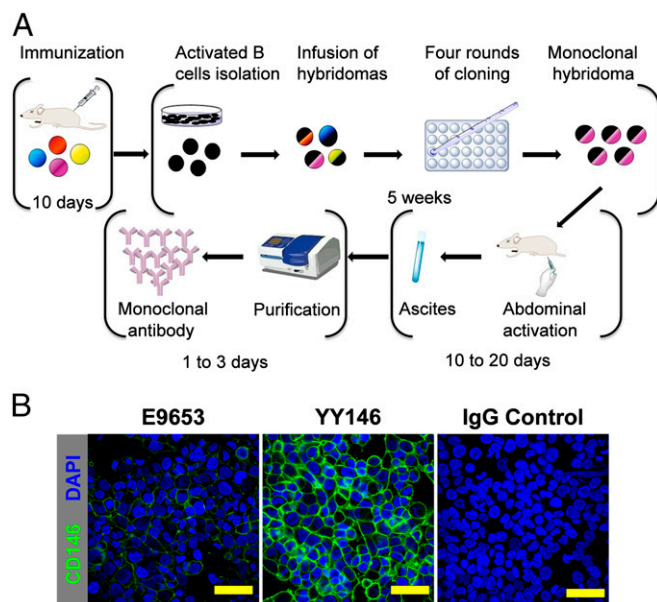 A
Immunization
Activated B
cells isolation
Infusion of
hybridomas
Four rounds
of cloning
Monoclonal
hybridoma
10 days
5 weeks
Monoclonal
antibody
Purification
Ascites
Abdominal
activation
1 to 3 days
10 to 20 days
B
E9653
YY146
IgG Control
CD146 DAPI